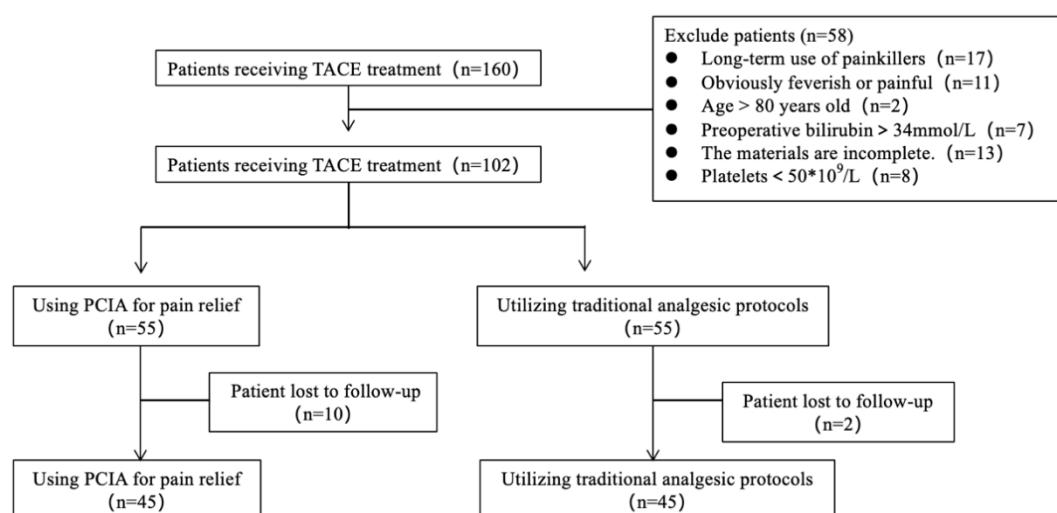 Patients receiving TACE treatment (n=160)
Exclude patients (n=58)
● Long-term use of painkillers (n=17)
● Obviously feverish or painful (n=11)
● Age > 80 years old (n=2)
● Preoperative bilirubin > 34mmol/L (n=7)
● The materials are incomplete. (n=13)
● Platelets < 50*10⁹/L (n=8)
Patients receiving TACE treatment (n=102)
Using PCIA for pain relief
(n=55)
Utilizing traditional analgesic protocols
(n=55)
Patient lost to follow-up
(n=10)
Patient lost to follow-up
(n=2)
Using PCIA for pain relief
(n=45)
Utilizing traditional analgesic protocols
(n=45)